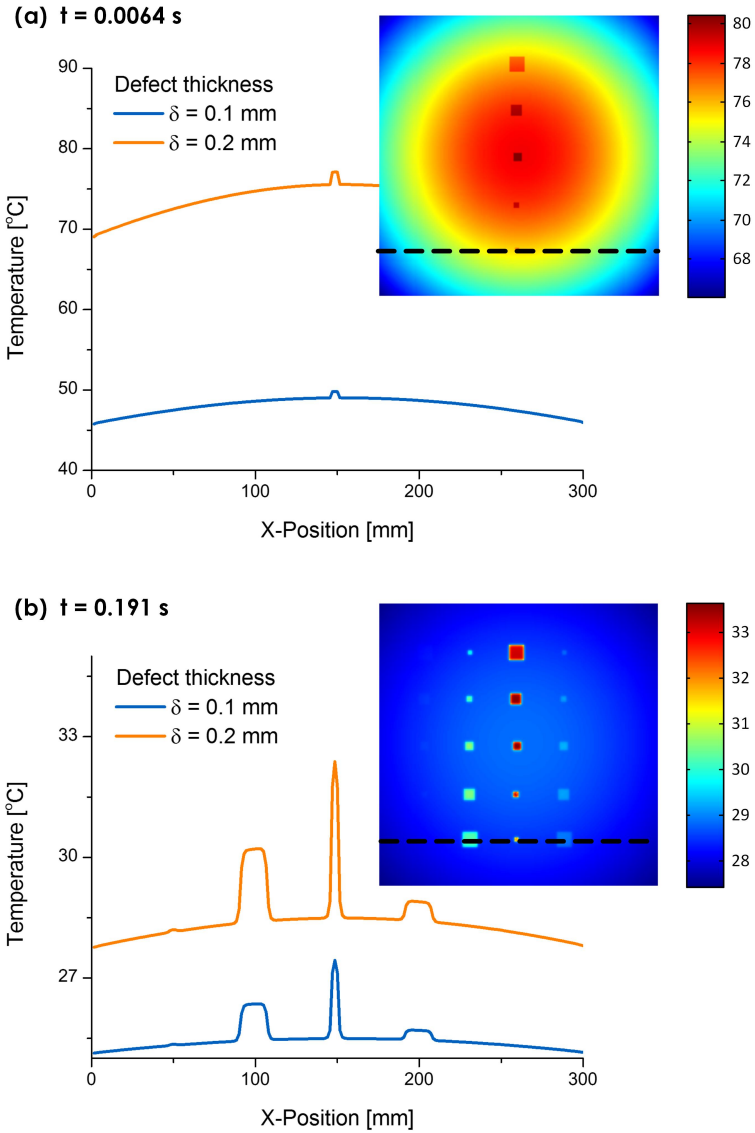 (a) t = 0.0064 s
Defect thickness
δ = 0.1 mm
δ = 0.2 mm
90
80
70
60
50
40
Temperature [°C]
0
100
200
300
X-Position [mm]
80
78
76
74
72
70
68
(b) t = 0.191 s
Defect thickness
δ = 0.1 mm
δ = 0.2 mm
33
30
27
Temperature [°C]
0
100
200
300
X-Position [mm]
33
32
31
30
29
28